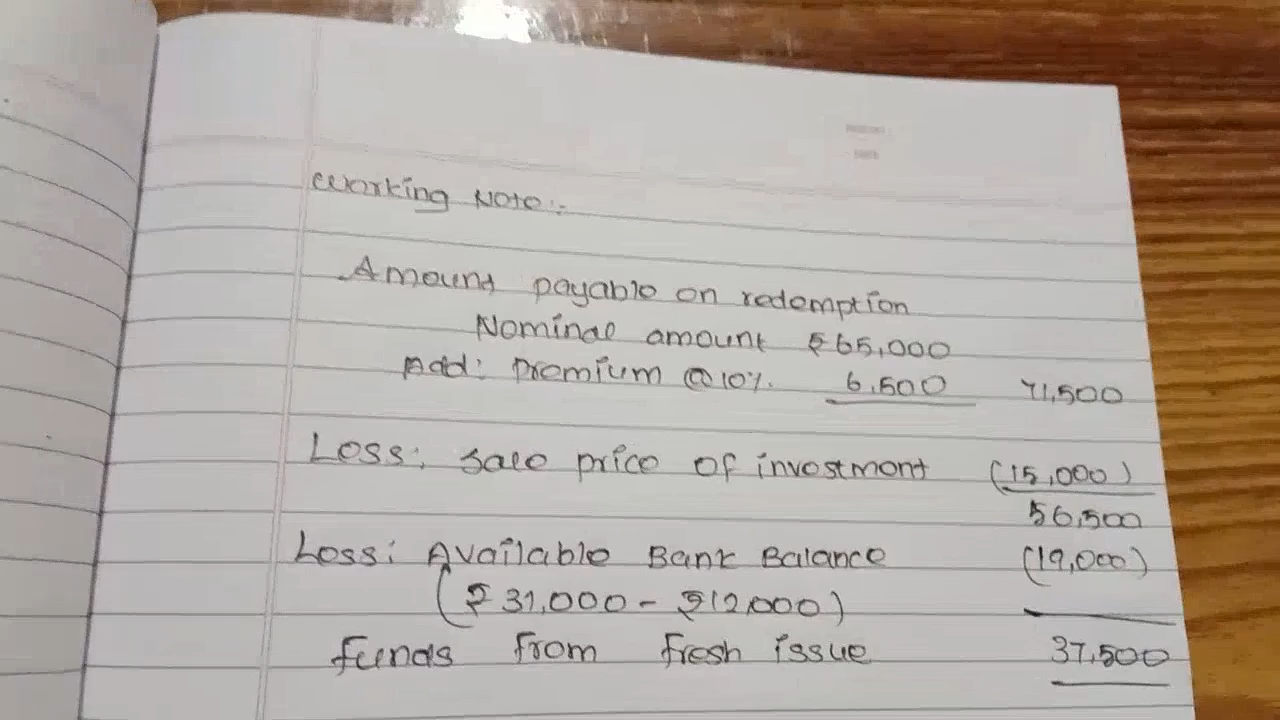 Working Note:-
Amount payable on redemption
Nominal amount ₹65,000
Add: Premium @10%. 6,500 71,500
Less: Sale price of investment (15,000)
56,500
Less: Available Bank Balance (19,000)
(₹31,000 - ₹12,000)
Funds from fresh issue 37,500